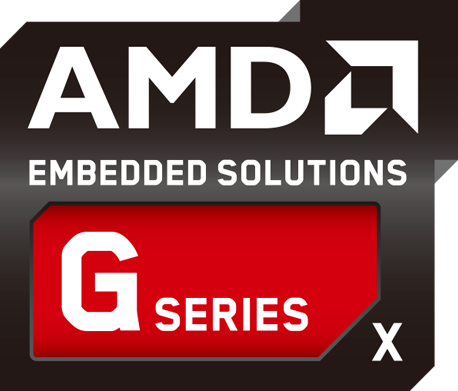 AMD
EMBEDDED SOLUTIONS
G SERIES
X